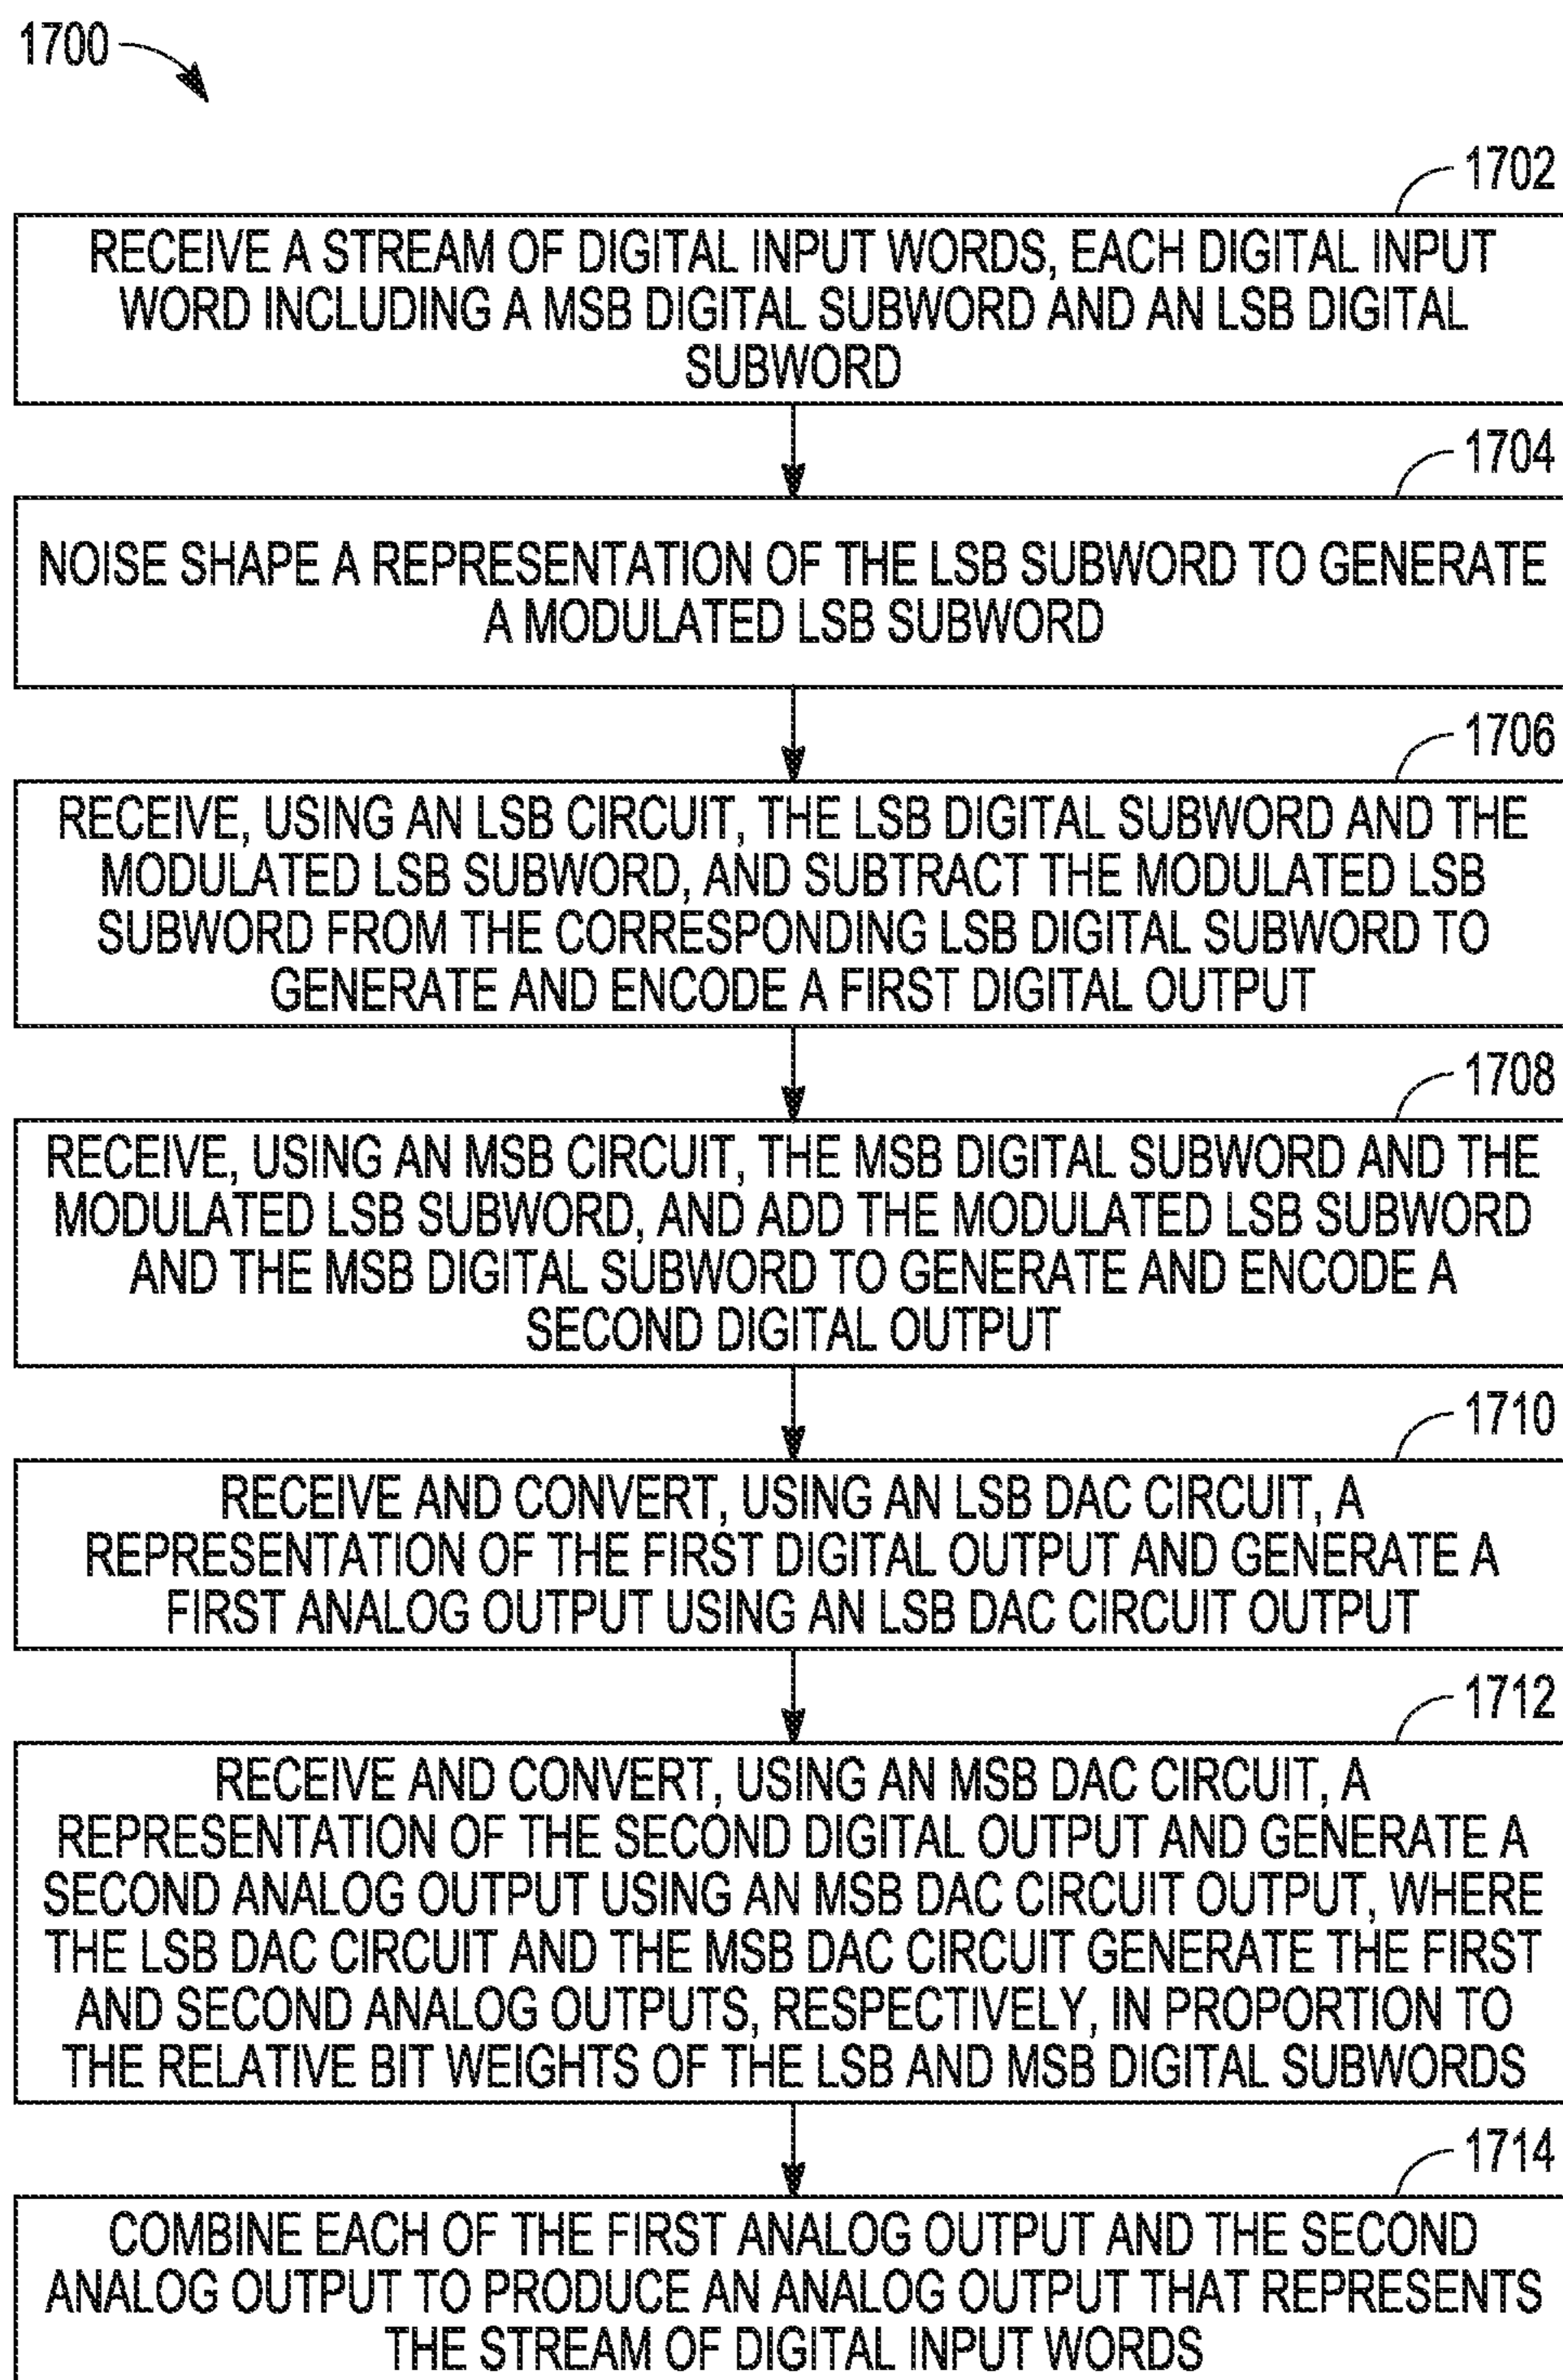 1700
1702
RECEIVE A STREAM OF DIGITAL INPUT WORDS, EACH DIGITAL INPUT
WORD INCLUDING A MSB DIGITAL SUBWORD AND AN LSB DIGITAL
SUBWORD
1704
NOISE SHAPE A REPRESENTATION OF THE LSB SUBWORD TO GENERATE
A MODULATED LSB SUBWORD
1706
RECEIVE, USING AN LSB CIRCUIT, THE LSB DIGITAL SUBWORD AND THE
MODULATED LSB SUBWORD, AND SUBTRACT THE MODULATED LSB
SUBWORD FROM THE CORRESPONDING LSB DIGITAL SUBWORD TO
GENERATE AND ENCODE A FIRST DIGITAL OUTPUT
1708
RECEIVE, USING AN MSB CIRCUIT, THE MSB DIGITAL SUBWORD AND THE
MODULATED LSB SUBWORD, AND ADD THE MODULATED LSB SUBWORD
AND THE MSB DIGITAL SUBWORD TO GENERATE AND ENCODE A
SECOND DIGITAL OUTPUT
1710
RECEIVE AND CONVERT, USING AN LSB DAC CIRCUIT, A
REPRESENTATION OF THE FIRST DIGITAL OUTPUT AND GENERATE A
FIRST ANALOG OUTPUT USING AN LSB DAC CIRCUIT OUTPUT
1712
RECEIVE AND CONVERT, USING AN MSB DAC CIRCUIT, A
REPRESENTATION OF THE SECOND DIGITAL OUTPUT AND GENERATE A
SECOND ANALOG OUTPUT USING AN MSB DAC CIRCUIT OUTPUT, WHERE
THE LSB DAC CIRCUIT AND THE MSB DAC CIRCUIT GENERATE THE FIRST
AND SECOND ANALOG OUTPUTS, RESPECTIVELY, IN PROPORTION TO
THE RELATIVE BIT WEIGHTS OF THE LSB AND MSB DIGITAL SUBWORDS
1714
COMBINE EACH OF THE FIRST ANALOG OUTPUT AND THE SECOND
ANALOG OUTPUT TO PRODUCE AN ANALOG OUTPUT THAT REPRESENTS
THE STREAM OF DIGITAL INPUT WORDS